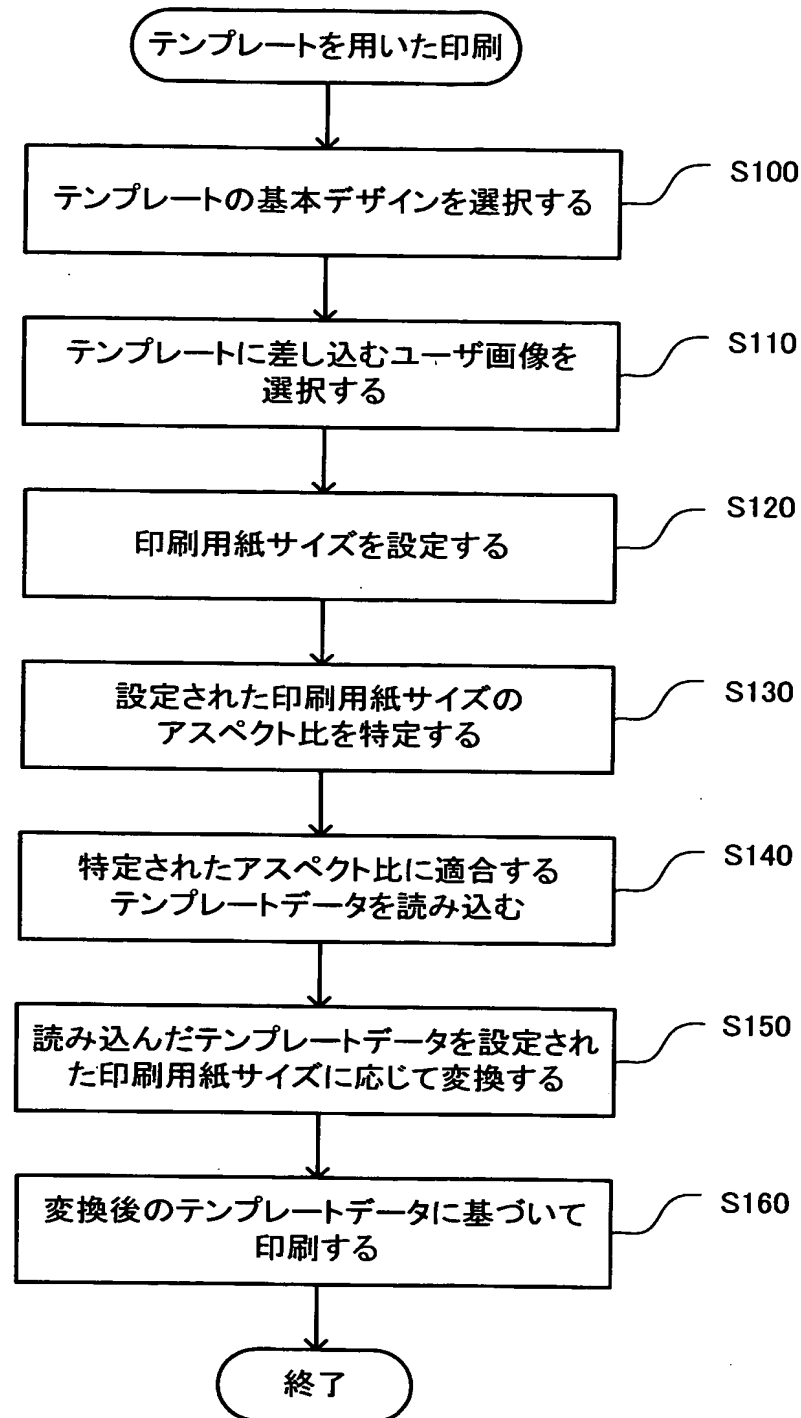 テンプレートを用いた印刷
テンプレートの基本デザインを選択する
S100
テンプレートに差し込むユーザ画像を
選択する
S110
印刷用紙サイズを設定する
S120
設定された印刷用紙サイズの
アスペクト比を特定する
S130
特定されたアスペクト比に適合する
テンプレートデータを読み込む
S140
読み込んだテンプレートデータを設定され
た印刷用紙サイズに応じて変換する
S150
変換後のテンプレートデータに基づいて
印刷する
S160
終了